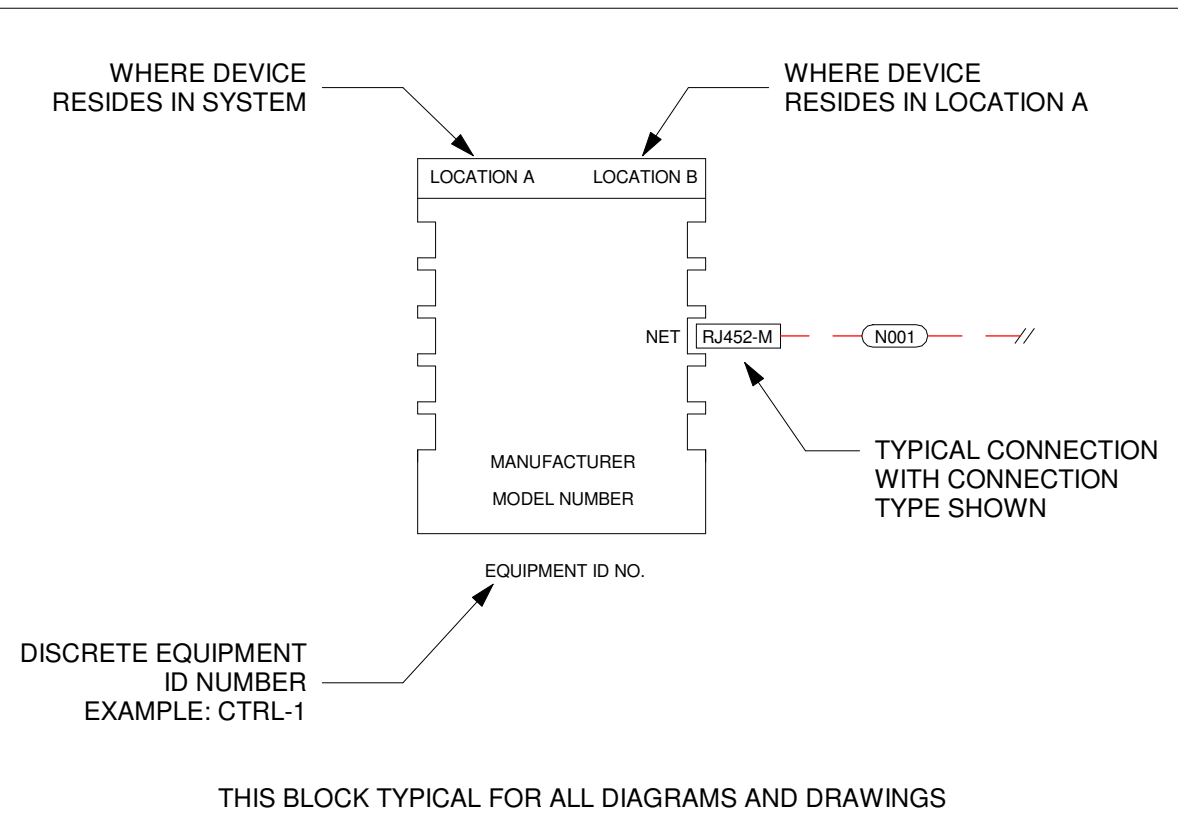 WHERE DEVICE
RESIDES IN SYSTEM
WHERE DEVICE
RESIDES IN LOCATION A
LOCATION A
LOCATION B
NET
RJ452-M
N001
TYPICAL CONNECTION
WITH CONNECTION
TYPE SHOWN
MANUFACTURER
MODEL NUMBER
EQUIPMENT ID NO.
DISCRETE EQUIPMENT
ID NUMBER
EXAMPLE: CTRL-1
THIS BLOCK TYPICAL FOR ALL DIAGRAMS AND DRAWINGS